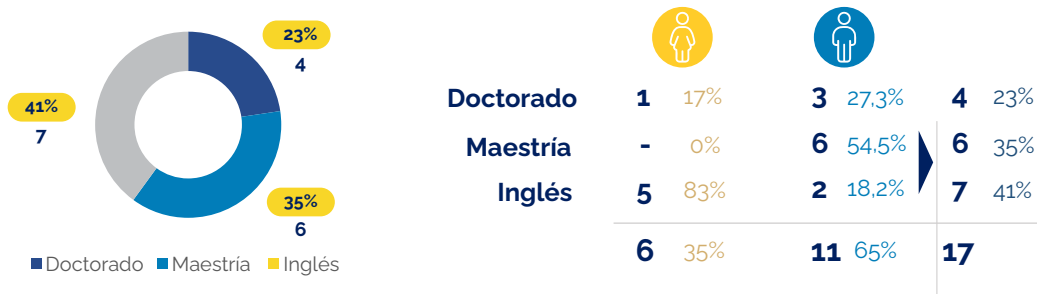 23%
4
41%
7
35%
6
Doctorado Maestría Inglés
Doctorado 1 17% 3 27,3% 4 23%
Maestría - 0% 6 54,5% 6 35%
Inglés 5 83% 2 18,2% 7 41%
6 35% 11 65% 17